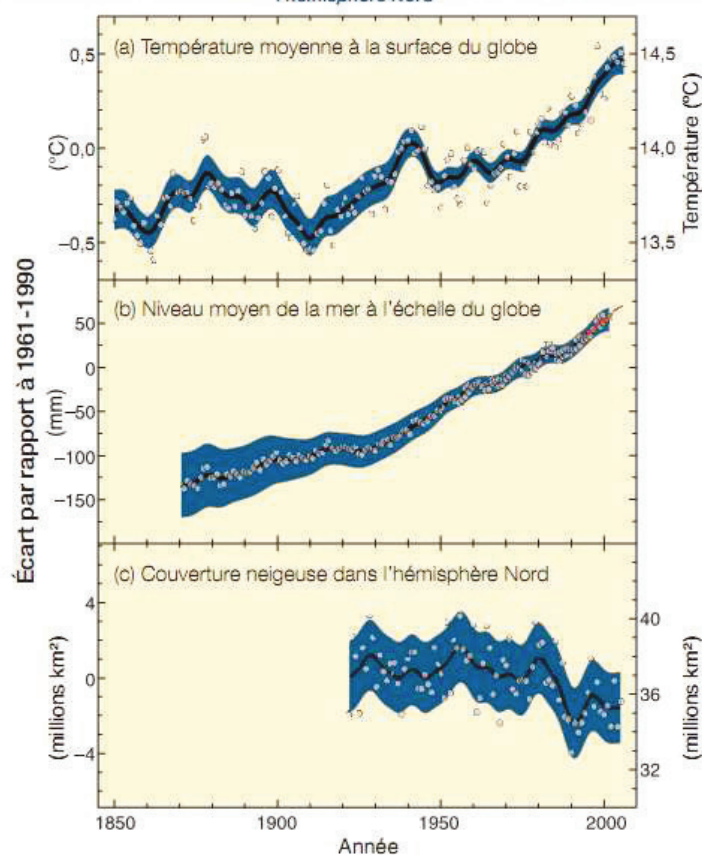 l'hémisphère Nord
(a) Température moyenne à la surface du globe
0,5
0,0
−0,5
(°C)
14,5
14,0
13,5
Température (°C)
(b) Niveau moyen de la mer à l'échelle du globe
50
0
−50
−100
−150
(mm)
Écart par rapport à 1961-1990
(c) Couverture neigeuse dans l'hémisphère Nord
4
0
−4
(millions km²)
40
36
32
(millions km²)
1850
1900
1950
2000
Année